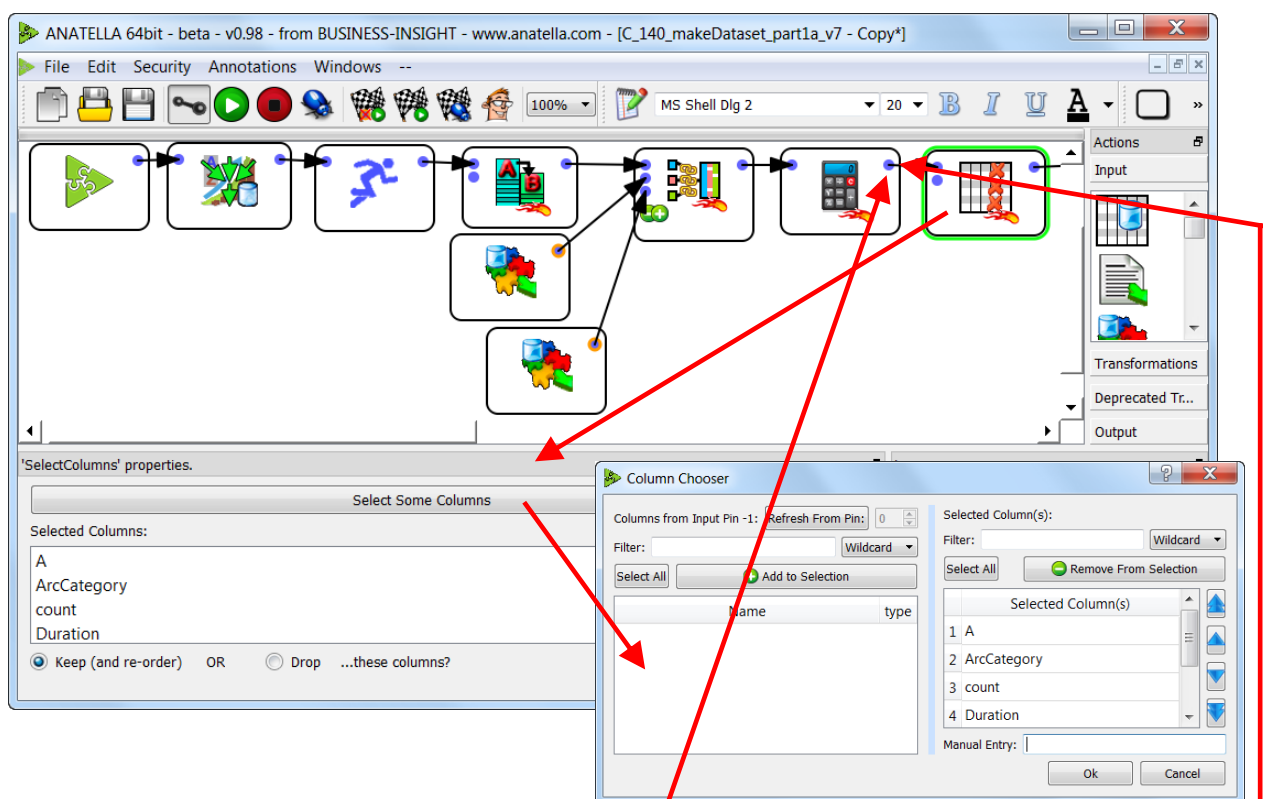 ANATELLA 64bit - beta - v0.98 - from BUSINESS-INSIGHT - www.anatella.com - [C_140_makeDataset_part1a_v7 - Copy*]
File Edit Security Annotations Windows --
100% MS Shell Dlg 2 20 B I U A »
Actions
Input
A B
Transformations
Deprecated Tr...
Output
'SelectColumns' properties.
Select Some Columns
Selected Columns:
A
ArcCategory
count
Duration
Keep (and re-order) OR Drop ...these columns?
Column Chooser
Columns from Input Pin -1: Refresh From Pin: 0
Filter: Wildcard
Select All Add to Selection
Name type
Selected Column(s):
Filter: Wildcard
Select All Remove From Selection
Selected Column(s)
1 A
2 ArcCategory
3 count
4 Duration
Manual Entry:
Ok Cancel